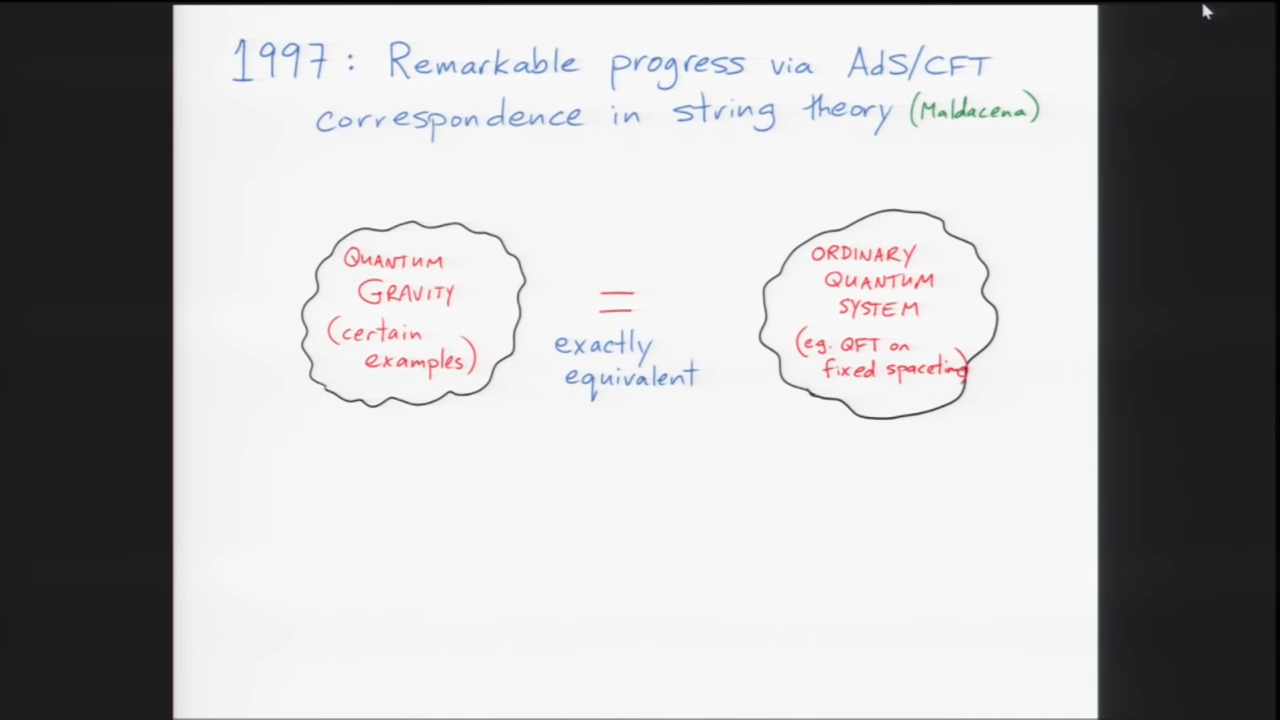 1997: Remarkable progress via AdS/CFT
correspondence in string theory (Maldacena)
QUANTUM
GRAVITY
(certain
examples)
=
exactly
equivalent
ORDINARY
QUANTUM
SYSTEM
(eg. QFT on
fixed spacetime)